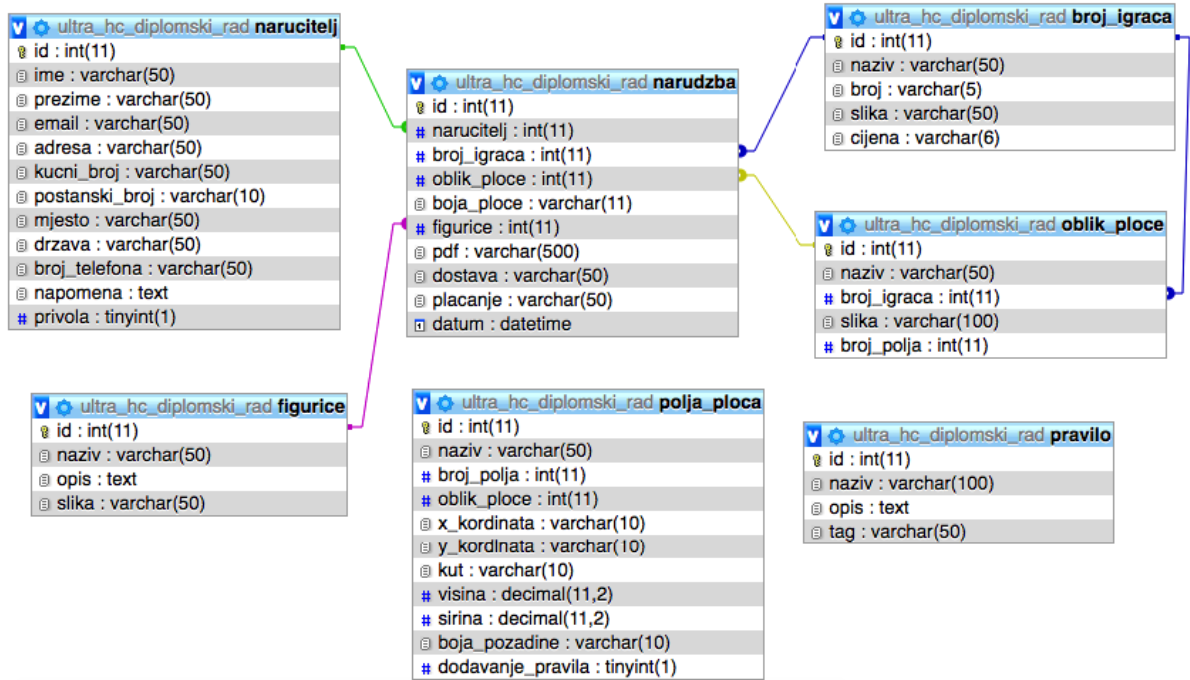 ultra_hc_diplomski_rad narucitelj
id : int(11)
ime : varchar(50)
prezime : varchar(50)
email : varchar(50)
adresa : varchar(50)
kucni_broj : varchar(50)
postanski_broj : varchar(10)
mjesto : varchar(50)
drzava : varchar(50)
broj_telefona : varchar(50)
napomena : text
# privola : tinyint(1)
ultra_hc_diplomski_rad narudzba
id : int(11)
# narucitelj : int(11)
# broj_igraca : int(11)
# oblik_ploce : int(11)
boja_ploce : varchar(11)
# figurice : int(11)
pdf : varchar(500)
dostava : varchar(50)
placanje : varchar(50)
datum : datetime
ultra_hc_diplomski_rad broj_igraca
id : int(11)
naziv : varchar(50)
broj : varchar(5)
slika : varchar(50)
cijena : varchar(6)
ultra_hc_diplomski_rad oblik_ploce
id : int(11)
naziv : varchar(50)
# broj_igraca : int(11)
slika : varchar(100)
# broj_polja : int(11)
ultra_hc_diplomski_rad figurice
id : int(11)
naziv : varchar(50)
opis : text
slika : varchar(50)
ultra_hc_diplomski_rad polja_ploca
id : int(11)
naziv : varchar(50)
# broj_polja : int(11)
# oblik_ploce : int(11)
x_kordinata : varchar(10)
y_kordinata : varchar(10)
kut : varchar(10)
# visina : decimal(11,2)
# sirina : decimal(11,2)
boja_pozadine : varchar(10)
# dodavanje_pravila : tinyint(1)
ultra_hc_diplomski_rad pravilo
id : int(11)
naziv : varchar(100)
opis : text
tag : varchar(50)